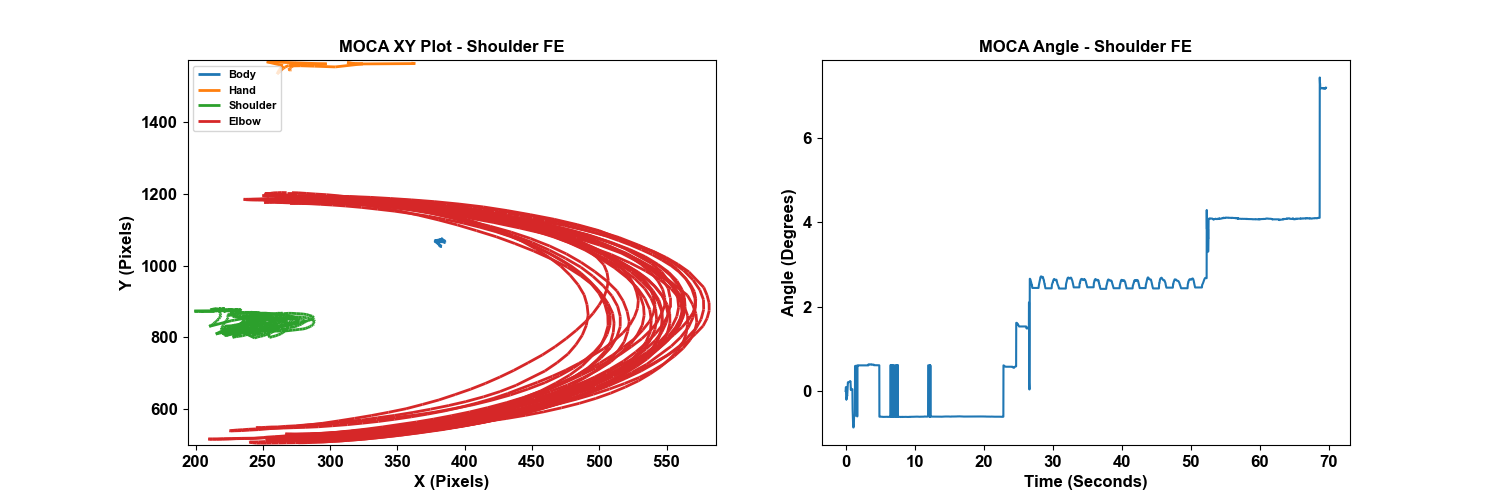 MOCA XY Plot - Shoulder FE
Body
Hand
Shoulder
Elbow
1400
1200
1000
800
600
Y (Pixels)
200 250 300 350 400 450 500 550
X (Pixels)
MOCA Angle - Shoulder FE
6
4
2
0
Angle (Degrees)
0 10 20 30 40 50 60 70
Time (Seconds)